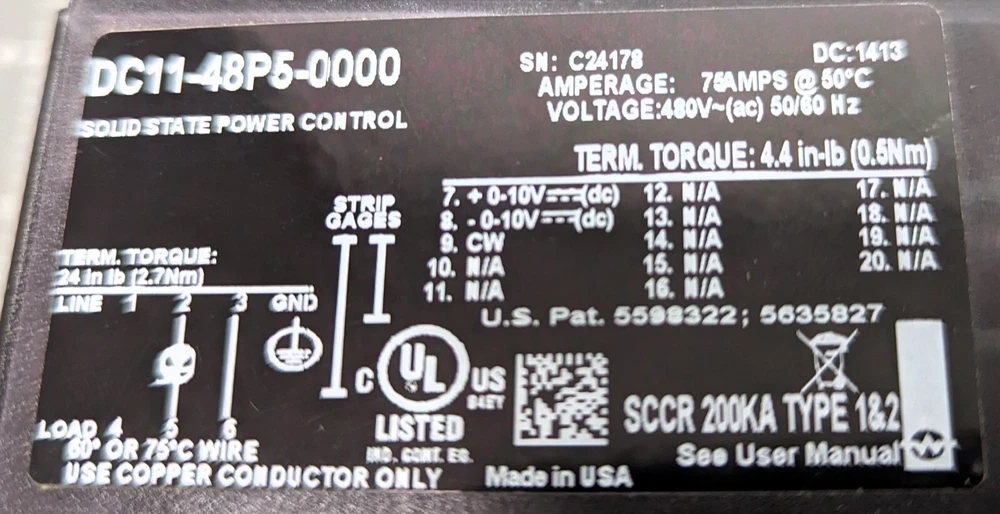 DC11-48P5-0000
SOLID STATE POWER CONTROL
SN: C24178
DC:1413
AMPERAGE: 75AMPS @ 50°C
VOLTAGE:480V~(ac) 50/60 Hz
TERM. TORQUE: 4.4 in-lb (0.5Nm)
7. + 0-10V⎓(dc)
8. - 0-10V⎓(dc)
9. CW
10. N/A
11. N/A
12. N/A
13. N/A
14. N/A
15. N/A
16. N/A
17. N/A
18. N/A
19. N/A
20. N/A
STRIP
GAGES
TERM. TORQUE:
24 in lb (2.7Nm)
LINE 1 2 3 GND
LOAD 4 5 6
60° OR 75°C WIRE
USE COPPER CONDUCTOR ONLY
U.S. Pat. 5598322; 5635827
C UL US
LISTED
IND. CONT. EQ.
SCCR 200KA TYPE 1&2
See User Manual
Made in USA